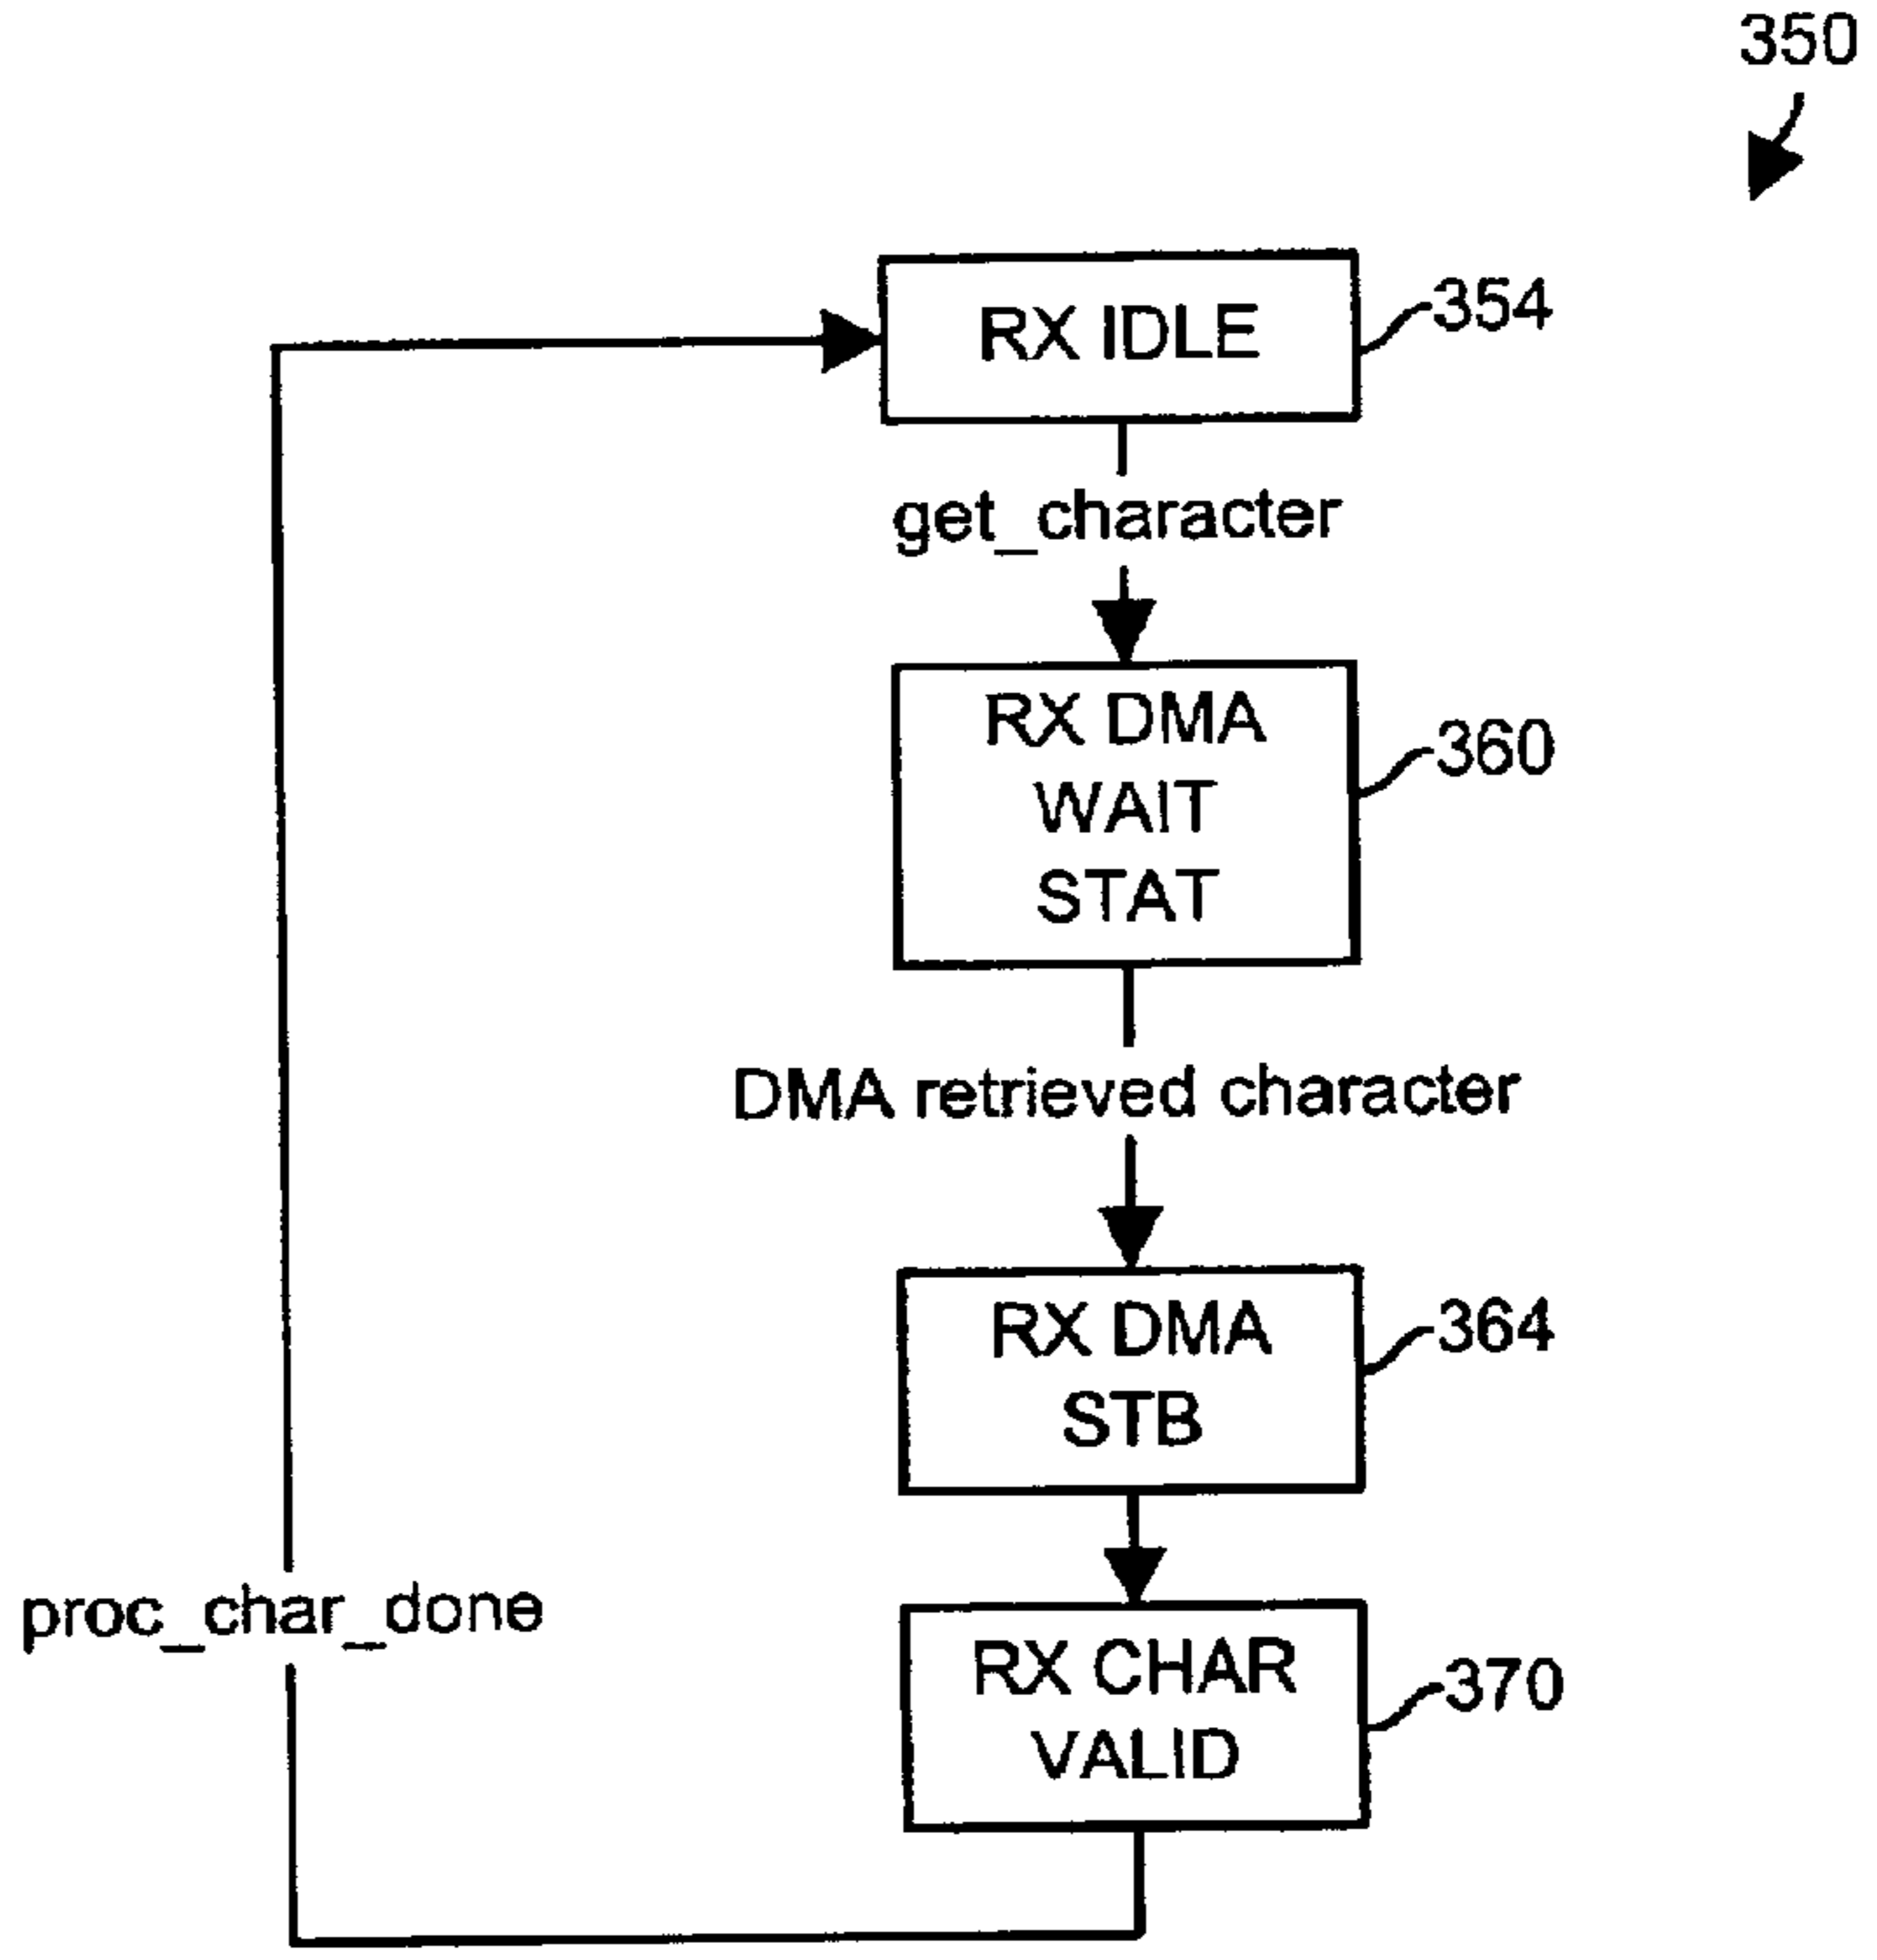 350
RX IDLE
354
get_character
RX DMA
WAIT
STAT
360
DMA retrieved character
RX DMA
STB
364
proc_char_done
RX CHAR
VALID
370